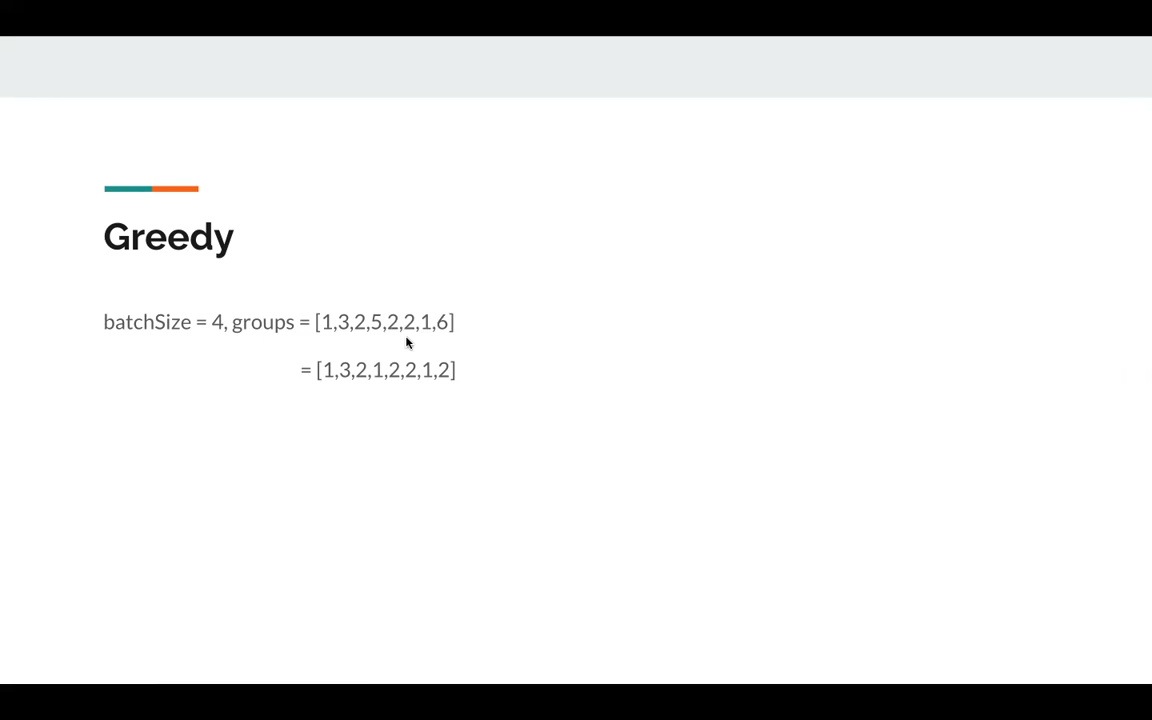 Greedy
batchSize = 4, groups = [1,3,2,5,2,2,1,6]
= [1,3,2,1,2,2,1,2]